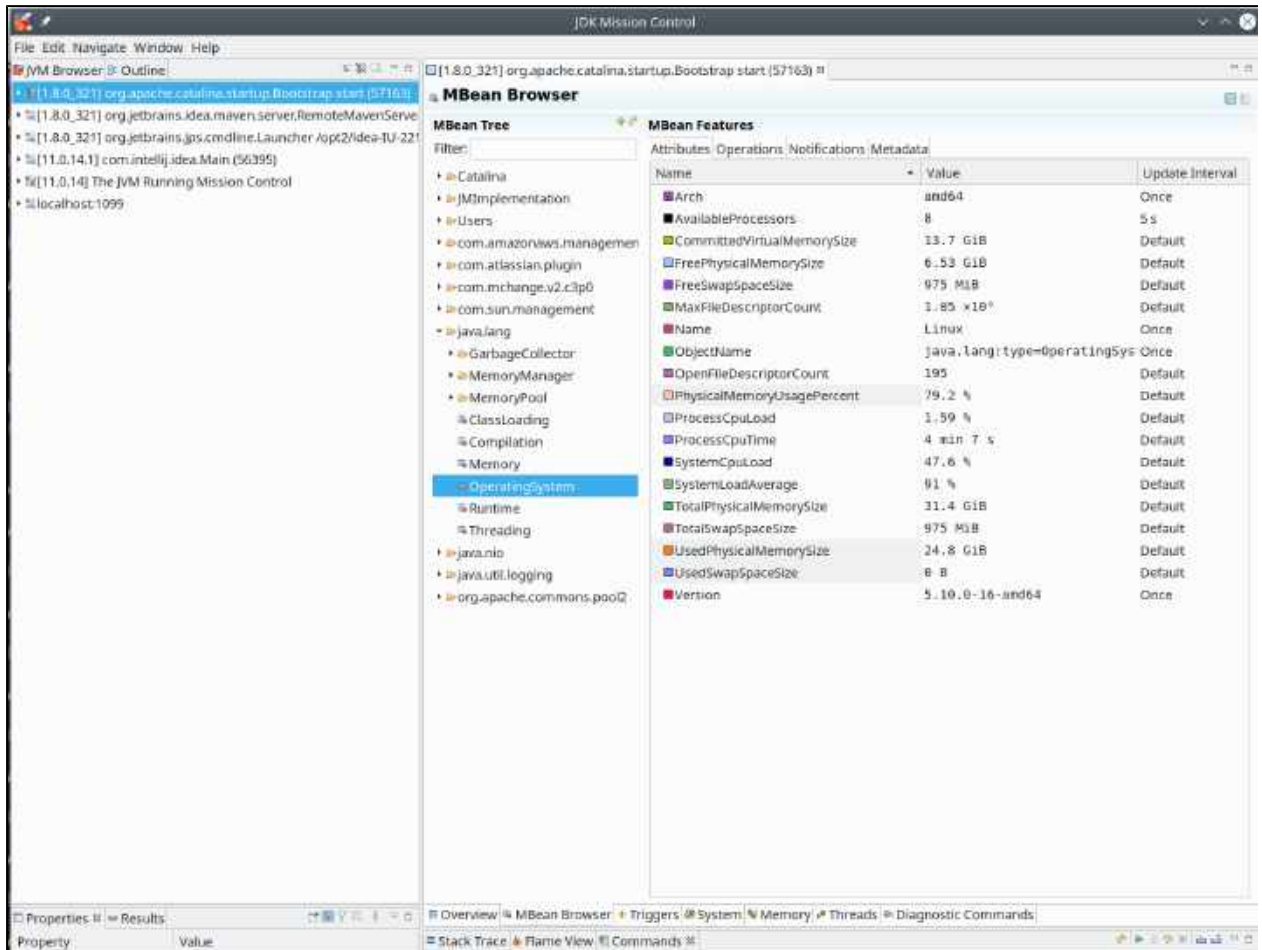 JDK Mission Control
File Edit Navigate Window Help
JVM Browser Outline
[1.8.0_321] org.apache.catalina.startup.Bootstrap start (57163)
[1.8.0_321] org.jetbrains.idea.maven.server.RemoteMavenServe
[1.8.0_321] org.jetbrains.jps.cmdline.Launcher /opt2/idea-IU-221
[11.0.14.1] com.intellij.idea.Main (56395)
[11.0.14] The JVM Running Mission Control
localhost:1099
Properties Results
Property Value
[1.8.0_321] org.apache.catalina.startup.Bootstrap start (57163)
MBean Browser
MBean Tree
Filter:
Catalina
JMImplementation
Users
com.amazonaws.managemen
com.atlassian.plugin
com.mchange.v2.c3p0
com.sun.management
java.lang
GarbageCollector
MemoryManager
MemoryPool
ClassLoading
Compilation
Memory
OperatingSystem
Runtime
Threading
java.nio
java.util.logging
org.apache.commons.pool2
MBean Features
Attributes Operations Notifications Metadata
Name Value Update Interval
Arch amd64 Once
AvailableProcessors 8 5 s
CommittedVirtualMemorySize 13.7 GiB Default
FreePhysicalMemorySize 6.53 GiB Default
FreeSwapSpaceSize 975 MiB Default
MaxFileDescriptorCount Default
Name Linux Once
ObjectName java.lang:type=OperatingSys Once
OpenFileDescriptorCount 195 Default
PhysicalMemoryUsagePercent 79.2 % Default
ProcessCpuLoad 1.59 % Default
ProcessCpuTime 4 min 7 s Default
SystemCpuLoad 47.6 % Default
SystemLoadAverage 91 % Default
TotalPhysicalMemorySize 31.4 GiB Default
TotalSwapSpaceSize 975 MiB Default
UsedPhysicalMemorySize 24.8 GiB Default
UsedSwapSpaceSize 0 B Default
Version 5.10.0-16-amd64 Once
Overview MBean Browser Triggers System Memory Threads Diagnostic Commands
Stack Trace Flame View Commands